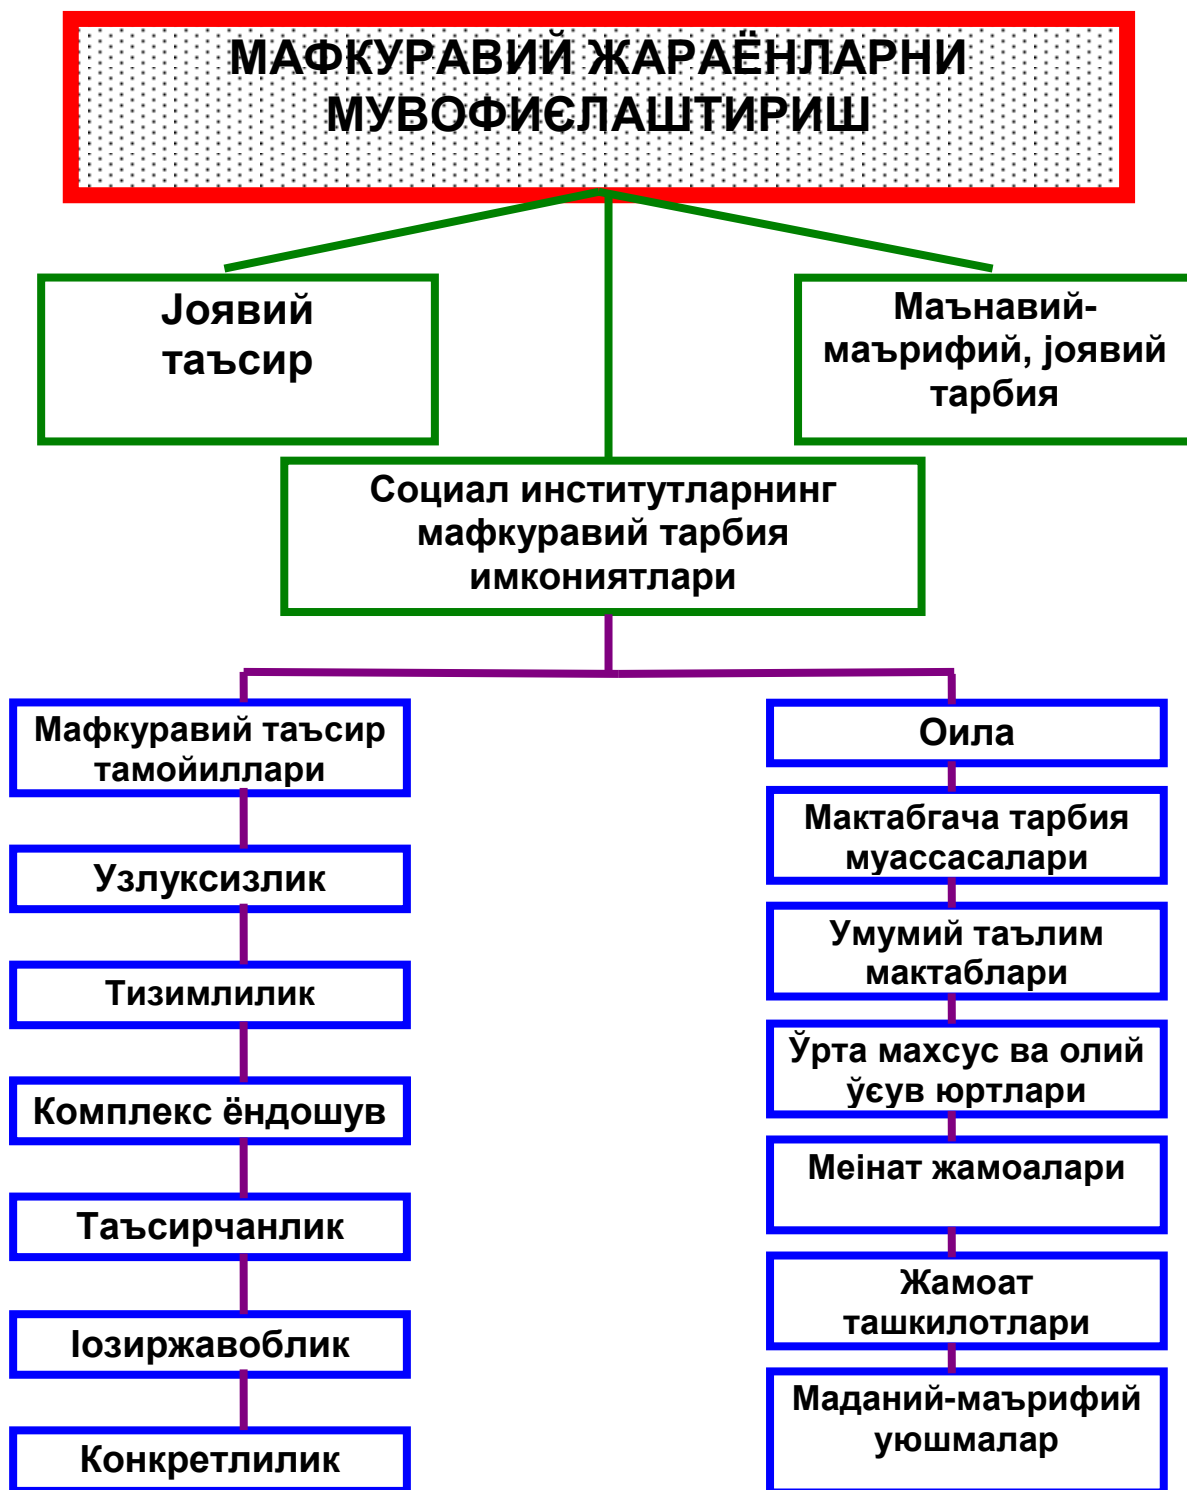 МАФКУРАВИЙ ЖАРАЁНЛАРНИ
МУВОФИЄЛАШТИРИШ
Јоявий
таъсир
Маънавий-
маърифий, јоявий
тарбия
Социал институтларнинг
мафкуравий тарбия
имкониятлари
Мафкуравий таъсир
тамойиллари
Узлуксизлик
Тизимлилик
Комплекс ёндошув
Таъсирчанлик
Іозиржавоблик
Конкретлилик
Оила
Мактабгача тарбия
муассасалари
Умумий таълим
мактаблари
Ўрта махсус ва олий
ўєув юртлари
Меінат жамоалари
Жамоат
ташкилотлари
Маданий-маърифий
уюшмалар